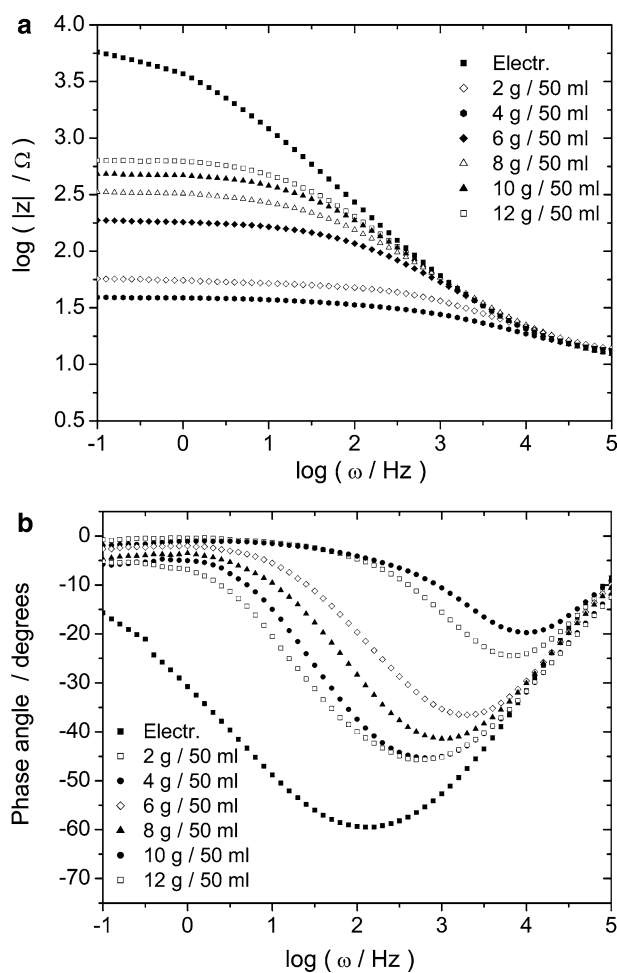 a
4.0
3.5
3.0
2.5
2.0
1.5
1.0
0.5
log ( |z| / Ω )
Electr.
2 g / 50 ml
4 g / 50 ml
6 g / 50 ml
8 g / 50 ml
10 g / 50 ml
12 g / 50 ml
-1 0 1 2 3 4 5
log ( ω / Hz )
b
0
-10
-20
-30
-40
-50
-60
-70
Phase angle / degrees
Electr.
2 g / 50 ml
4 g / 50 ml
6 g / 50 ml
8 g / 50 ml
10 g / 50 ml
12 g / 50 ml
-1 0 1 2 3 4 5
log ( ω / Hz )